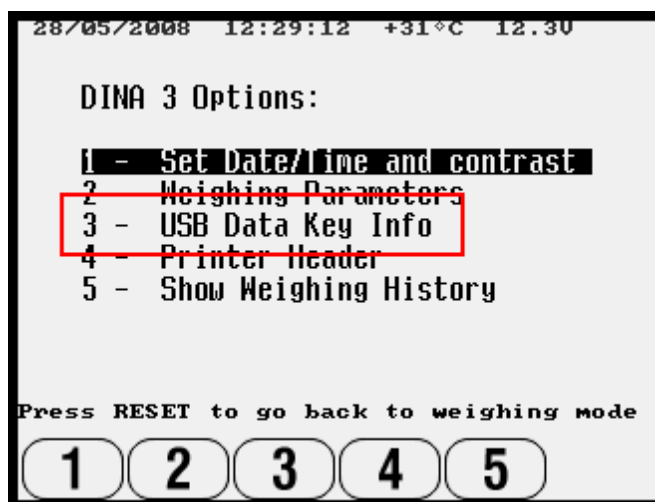 28/05/2008 12:29:12 +31°C 12.3V
DINA 3 Options:
1 - Set Date/Time and contrast
2 - Weighing Parameters
3 - USB Data Key Info
4 - Printer Header
5 - Show Weighing History
Press RESET to go back to weighing mode
1 2 3 4 5